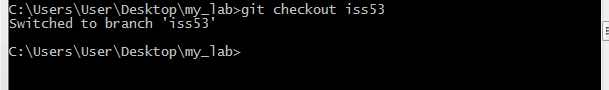 C:\Users\User\Desktop\my_lab>git checkout iss53
Switched to branch 'iss53'
C:\Users\User\Desktop\my_lab>